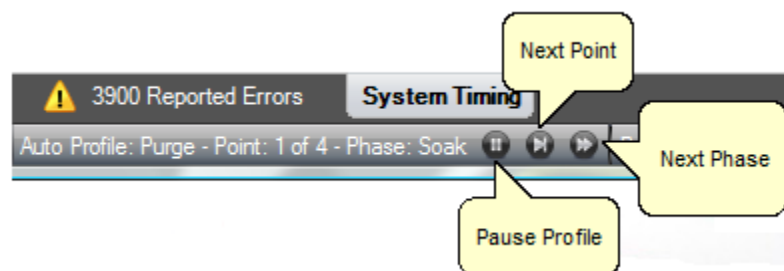 Next Point
3900 Reported Errors
System Timing
Auto Profile: Purge - Point: 1 of 4 - Phase: Soak
Next Phase
Pause Profile